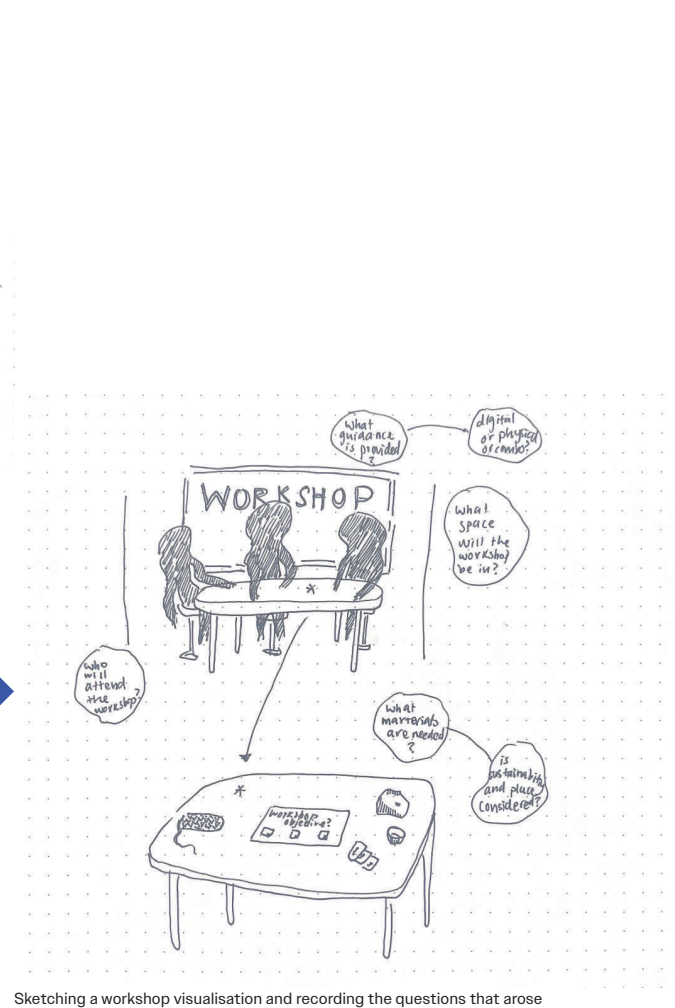 What
guidance
is provided
?
digital
or physical
or combo?
WORKSHOP
What
space
will the
workshop
be in?
who
will
attend
the
workshop?
what
marterials
are needed
?
is
sustainability
and place
considered?
workshop
objective?
Sketching a workshop visualisation and recording the questions that arose